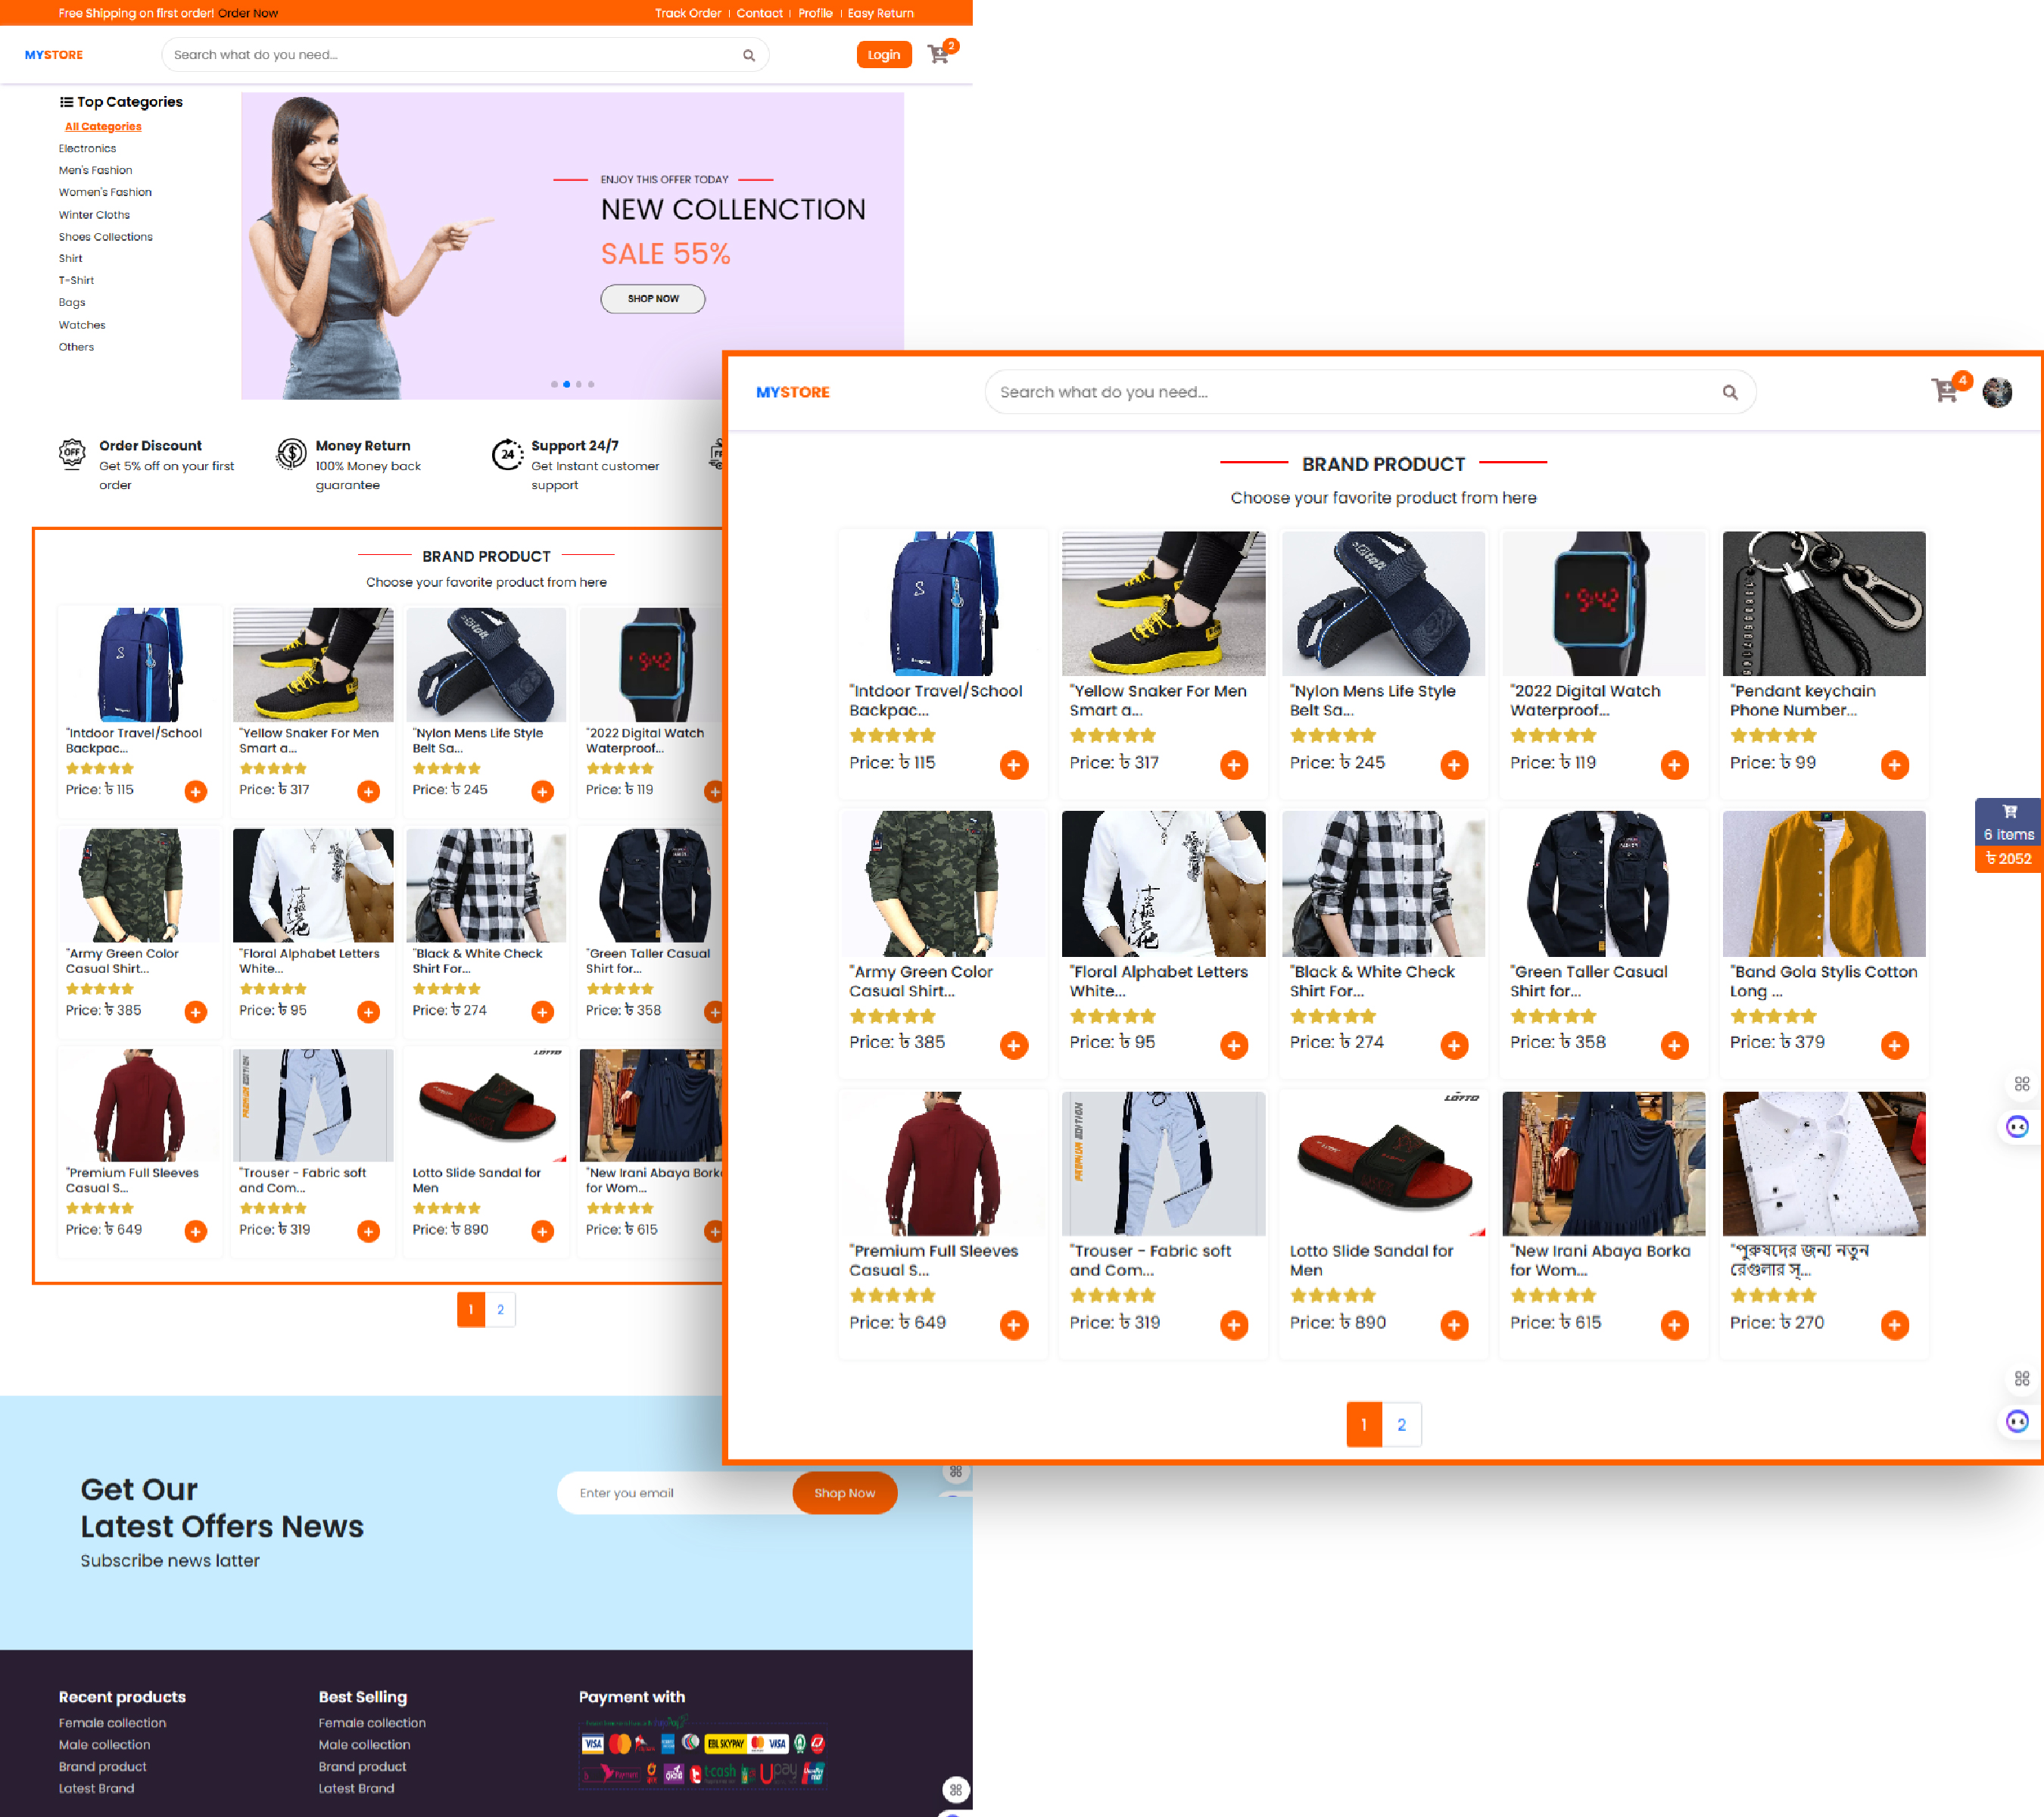 Free Shipping on first order! Order Now
Track Order | Contact | Profile | Easy Return
MYSTORE
Search what do you need...
Login
2
Top Categories
All Categories
Electronics
Men's Fashion
Women's Fashion
Winter Cloths
Shoes Collections
Shirt
T-Shirt
Bags
Watches
Others
ENJOY THIS OFFER TODAY
NEW COLLENCTION
SALE 55%
SHOP NOW
OFF
Order Discount
Get 5% off on your first
order
Money Return
100% Money back
guarantee
24
Support 24/7
Get Instant customer
support
BRAND PRODUCT
Choose your favorite product from here
"Intdoor Travel/School
Backpac...
Price: ৳ 115
"Yellow Snaker For Men
Smart a...
Price: ৳ 317
"Nylon Mens Life Style
Belt Sa...
Price: ৳ 245
"2022 Digital Watch
Waterproof...
Price: ৳ 119
"Army Green Color
Casual Shirt...
Price: ৳ 385
"Floral Alphabet Letters
White...
Price: ৳ 95
"Black & White Check
Shirt For...
Price: ৳ 274
"Green Taller Casual
Shirt for...
Price: ৳ 358
"Premium Full Sleeves
Casual S...
Price: ৳ 649
PREMIUM EDITION
"Trouser - Fabric soft
and Com...
Price: ৳ 319
LOTTO
Lotto Slide Sandal for
Men
Price: ৳ 890
"New Irani Abaya Bork
for Wom...
Price: ৳ 615
1 2
MYSTORE
Search what do you need...
4
BRAND PRODUCT
Choose your favorite product from here
"Intdoor Travel/School
Backpac...
Price: ৳ 115
"Yellow Snaker For Men
Smart a...
Price: ৳ 317
"Nylon Mens Life Style
Belt Sa...
Price: ৳ 245
"2022 Digital Watch
Waterproof...
Price: ৳ 119
"Pendant keychain
Phone Number...
Price: ৳ 99
6 items
৳ 2052
"Army Green Color
Casual Shirt...
Price: ৳ 385
"Floral Alphabet Letters
White...
Price: ৳ 95
"Black & White Check
Shirt For...
Price: ৳ 274
"Green Taller Casual
Shirt for...
Price: ৳ 358
"Band Gola Stylis Cotton
Long ...
Price: ৳ 379
"Premium Full Sleeves
Casual S...
Price: ৳ 649
PREMIUM EDITION
"Trouser - Fabric soft
and Com...
Price: ৳ 319
LOTTO
Lotto Slide Sandal for
Men
Price: ৳ 890
"New Irani Abaya Borka
for Wom...
Price: ৳ 615
"পুরুষদের জন্য নতুন
রেগুলার স্...
Price: ৳ 270
1 2
Get Our
Latest Offers News
Subscribe news latter
Enter you email
Shop Now
Recent products
Female collection
Male collection
Brand product
Latest Brand
Best Selling
Female collection
Male collection
Brand product
Latest Brand
Payment with
VISA
EBL SKYPAY
VISA
t-cash
Upay